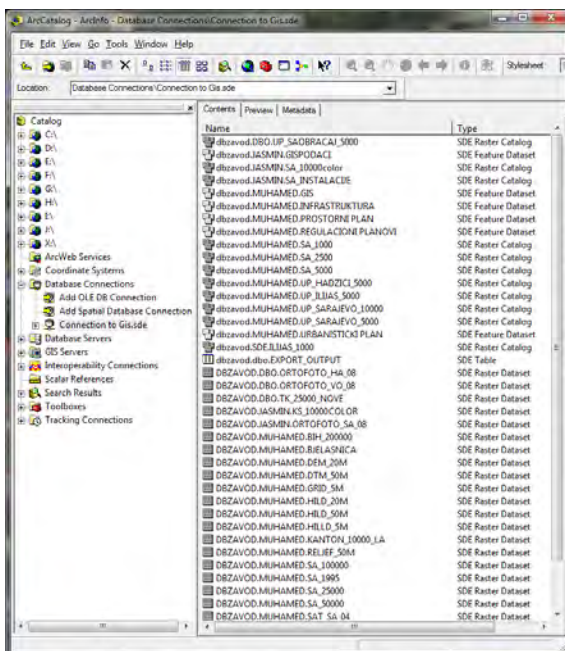 ArcCatalog - ArcInfo - Database Connections\Connection to Gis.sde
File Edit View Go Tools Window Help
Stylesheet:
Location: Database Connections\Connection to Gis.sde
Catalog
C:\
D:\
E:\
F:\
G:\
H:\
I:\
J:\
X:\
ArcWeb Services
Coordinate Systems
Database Connections
Add OLE DB Connection
Add Spatial Database Connection
Connection to Gis.sde
Database Servers
GIS Servers
Interoperability Connections
Scalar References
Search Results
Toolboxes
Tracking Connections
Contents Preview Metadata
Name Type
dbzavod.DBO.UP_SAOBRACAJ_5000 SDE Raster Catalog
dbzavod.JASMIN.GISPODACI SDE Feature Dataset
dbzavod.JASMIN.SA_10000color SDE Raster Catalog
dbzavod.JASMIN.SA_INSTALACIJE SDE Raster Catalog
dbzavod.MUHAMED.GIS SDE Feature Dataset
dbzavod.MUHAMED.INFRASTRUKTURA SDE Feature Dataset
dbzavod.MUHAMED.PROSTORNI PLAN SDE Feature Dataset
dbzavod.MUHAMED.REGULACIONI PLANOVI SDE Feature Dataset
dbzavod.MUHAMED.SA_1000 SDE Raster Catalog
dbzavod.MUHAMED.SA_2500 SDE Raster Catalog
dbzavod.MUHAMED.SA_5000 SDE Raster Catalog
dbzavod.MUHAMED.UP_HADZICI_5000 SDE Raster Catalog
dbzavod.MUHAMED.UP_ILIJAS_5000 SDE Raster Catalog
dbzavod.MUHAMED.UP_SARAJEVO_10000 SDE Raster Catalog
dbzavod.MUHAMED.UP_SARAJEVO_5000 SDE Raster Catalog
dbzavod.MUHAMED.URBANISTICKI PLAN SDE Feature Dataset
dbzavod.SDE.ILIJAS_1000 SDE Raster Catalog
dbzavod.dbo.EXPORT_OUTPUT SDE Table
DBZAVOD.DBO.ORTOFOTO_HA_08 SDE Raster Dataset
DBZAVOD.DBO.ORTOFOTO_VO_08 SDE Raster Dataset
DBZAVOD.DBO.TK_25000_NOVE SDE Raster Dataset
DBZAVOD.JASMIN.KS_10000COLOR SDE Raster Dataset
DBZAVOD.JASMIN.ORTOFOTO_SA_08 SDE Raster Dataset
DBZAVOD.MUHAMED.BIH_200000 SDE Raster Dataset
DBZAVOD.MUHAMED.BJELASNICA SDE Raster Dataset
DBZAVOD.MUHAMED.DEM_20M SDE Raster Dataset
DBZAVOD.MUHAMED.DTM_50M SDE Raster Dataset
DBZAVOD.MUHAMED.GRID_5M SDE Raster Dataset
DBZAVOD.MUHAMED.HILD_20M SDE Raster Dataset
DBZAVOD.MUHAMED.HILD_50M SDE Raster Dataset
DBZAVOD.MUHAMED.HILLD_5M SDE Raster Dataset
DBZAVOD.MUHAMED.KANTON_10000_LA SDE Raster Dataset
DBZAVOD.MUHAMED.RELJEF_50M SDE Raster Dataset
DBZAVOD.MUHAMED.SA_100000 SDE Raster Dataset
DBZAVOD.MUHAMED.SA_1995 SDE Raster Dataset
DBZAVOD.MUHAMED.SA_25000 SDE Raster Dataset
DBZAVOD.MUHAMED.SA_50000 SDE Raster Dataset
DBZAVOD.MUHAMED.SAT_SA_04 SDE Raster Dataset